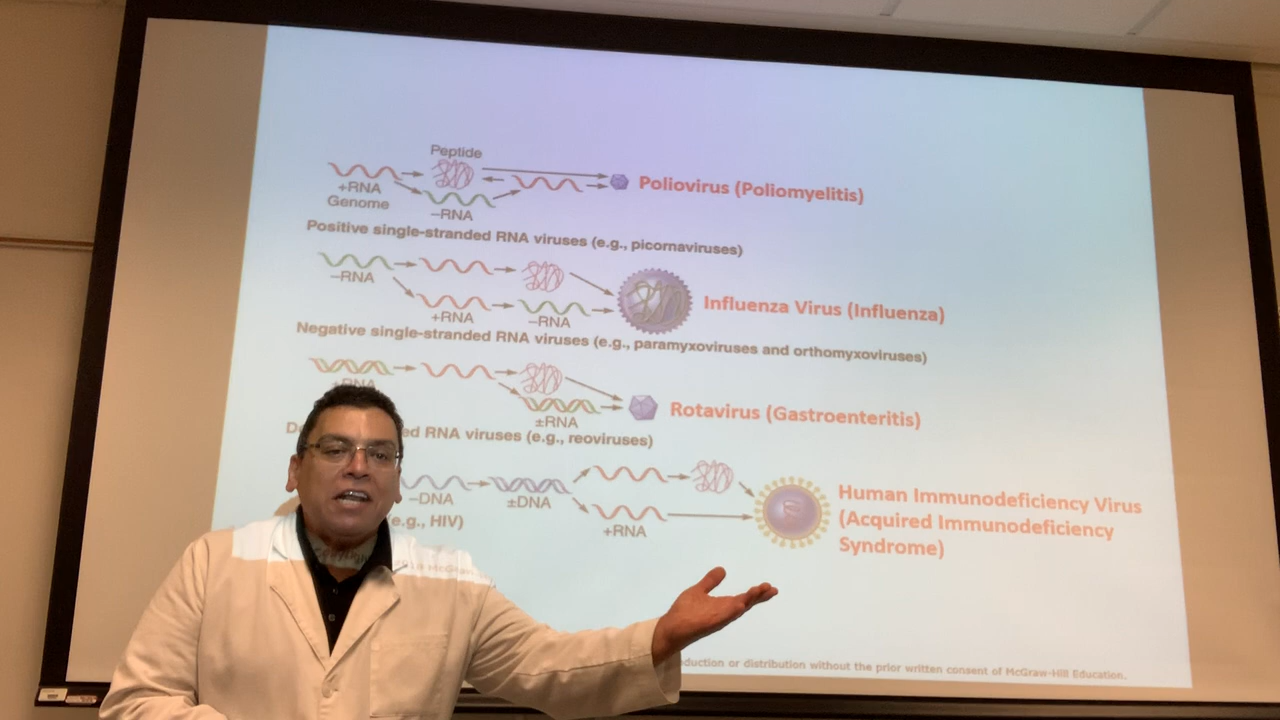 Peptide
+RNA
Genome
–RNA
Poliovirus (Poliomyelitis)
Positive single-stranded RNA viruses (e.g., picornaviruses)
–RNA
+RNA
–RNA
Influenza Virus (Influenza)
Negative single-stranded RNA viruses (e.g., paramyxoviruses and orthomyxoviruses)
±RNA
Rotavirus (Gastroenteritis)
RNA viruses (e.g., reoviruses)
–DNA
±DNA
+RNA
e.g., HIV)
Human Immunodeficiency Virus
(Acquired Immunodeficiency
Syndrome)
or distribution without the prior written consent of McGraw-Hill Education.